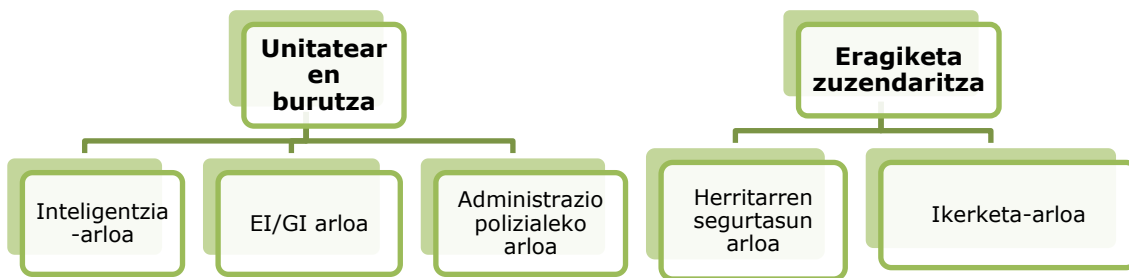 Unitatear
en
burutza
Eragiketa
zuzendaritza
Inteligentzia
-arloa
EI/GI arloa
Administrazio
polizialeko
arloa
Herritarren
segurtasun
arloa
Ikerketa-arloa